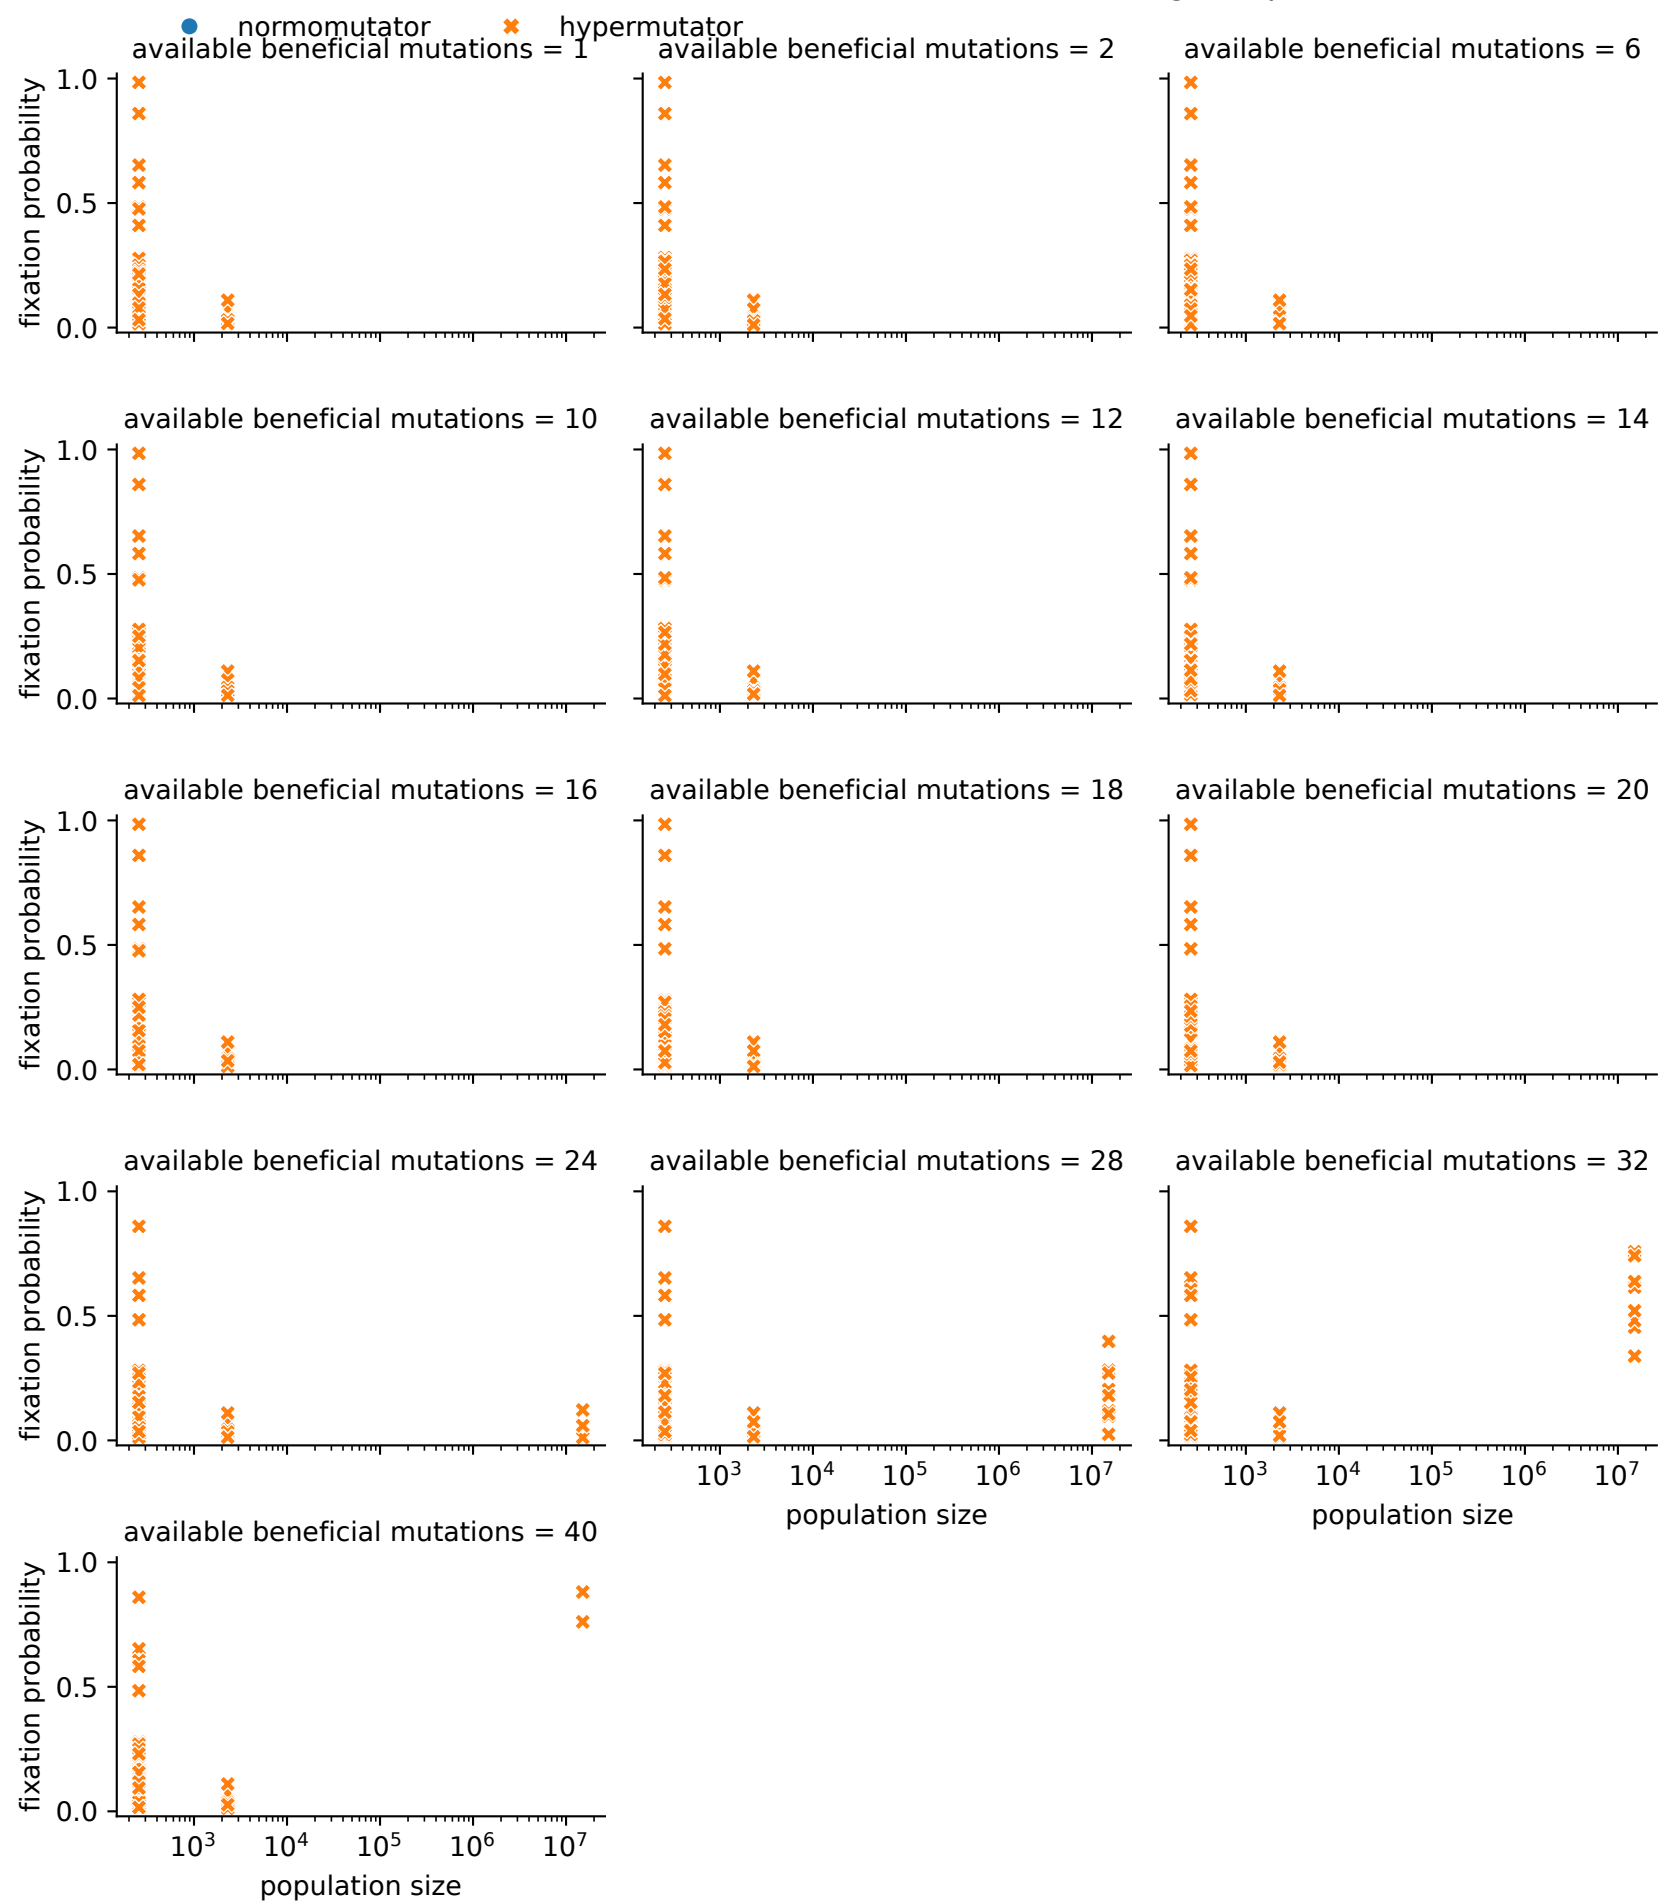 normomutator hypermutator
available beneficial mutations = 1 available beneficial mutations = 2 available beneficial mutations = 6
fixation probability
1.0
0.5
0.0
available beneficial mutations = 10 available beneficial mutations = 12 available beneficial mutations = 14
fixation probability
1.0
0.5
0.0
available beneficial mutations = 16 available beneficial mutations = 18 available beneficial mutations = 20
fixation probability
1.0
0.5
0.0
available beneficial mutations = 24 available beneficial mutations = 28 available beneficial mutations = 32
fixation probability
1.0
0.5
0.0
10³ 10⁴ 10⁵ 10⁶ 10⁷ 10³ 10⁴ 10⁵ 10⁶ 10⁷
population size population size
available beneficial mutations = 40
fixation probability
1.0
0.5
0.0
10³ 10⁴ 10⁵ 10⁶ 10⁷
population size